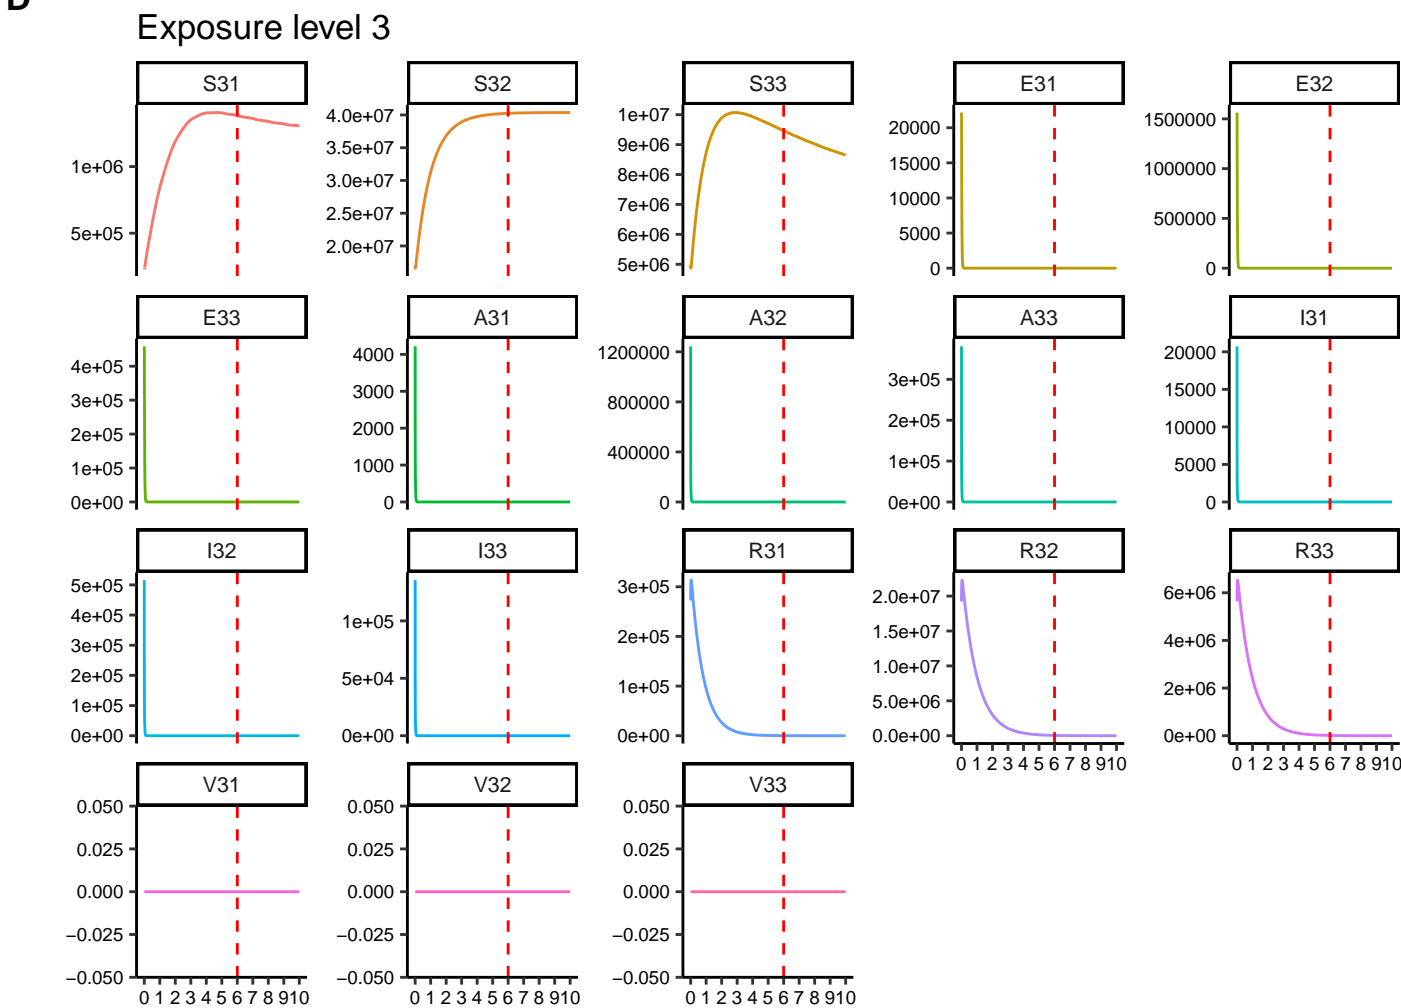 Exposure level 3
S31 S32 S33 E31 E32
1e+06
5e+05
4.0e+07
3.5e+07
3.0e+07
2.5e+07
2.0e+07
1e+07
9e+06
8e+06
7e+06
6e+06
5e+06
20000
15000
10000
5000
0
1500000
1000000
500000
0
E33 A31 A32 A33 I31
4e+05
3e+05
2e+05
1e+05
0e+00
4000
3000
2000
1000
0
1200000
800000
400000
0
3e+05
2e+05
1e+05
0e+00
20000
15000
10000
5000
0
I32 I33 R31 R32 R33
5e+05
4e+05
3e+05
2e+05
1e+05
0e+00
1e+05
5e+04
0e+00
3e+05
2e+05
1e+05
0e+00
2.0e+07
1.5e+07
1.0e+07
5.0e+06
0.0e+00
6e+06
4e+06
2e+06
0e+00
0 1 2 3 4 5 6 7 8 9 10
0 1 2 3 4 5 6 7 8 9 10
V31 V32 V33
0.050
0.025
0.000
−0.025
−0.050
0.050
0.025
0.000
−0.025
−0.050
0.050
0.025
0.000
−0.025
−0.050
0 1 2 3 4 5 6 7 8 9 10
0 1 2 3 4 5 6 7 8 9 10
0 1 2 3 4 5 6 7 8 9 10